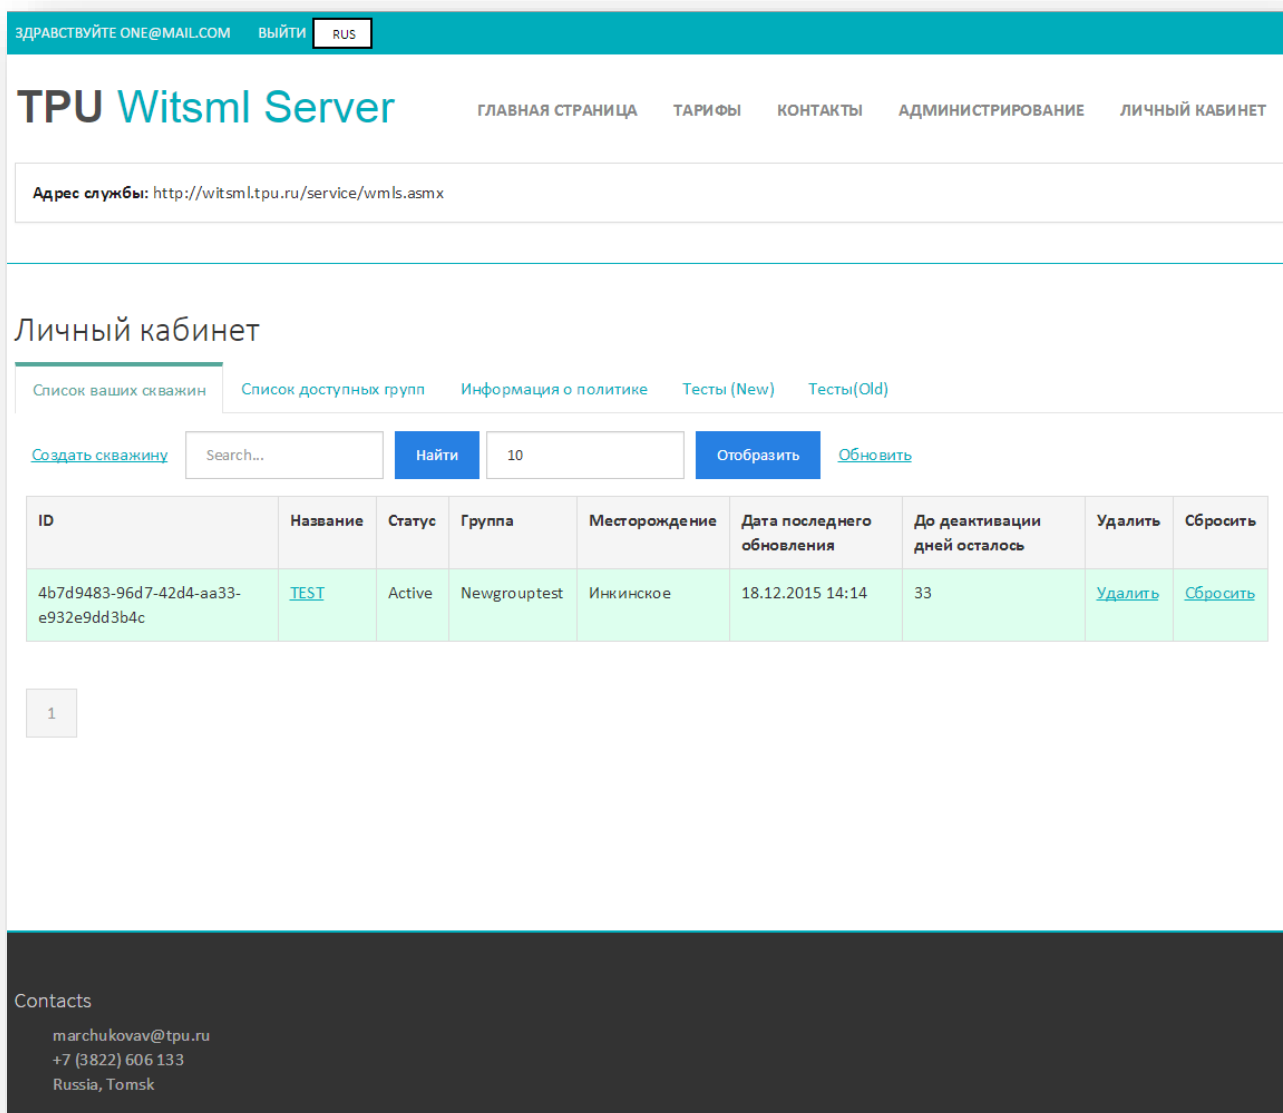 ЗДРАВСТВУЙТЕ ONE@MAIL.COM ВЫЙТИ RUS
TPU Witsml Server ГЛАВНАЯ СТРАНИЦА ТАРИФЫ КОНТАКТЫ АДМИНИСТРИРОВАНИЕ ЛИЧНЫЙ КАБИНЕТ
Адрес службы: http://witsml.tpu.ru/service/wmls.asmx
Личный кабинет
Список ваших скважин Список доступных групп Информация о политике Тесты (New) Тесты(Old)
Создать скважину Search... Найти 10 Отобразить Обновить
ID Название Статус Группа Месторождение Дата последнего До деактивации Удалить Сбросить
обновления дней осталось
4b7d9483-96d7-42d4-aa33- TEST Active Newgrouptest Инкинское 18.12.2015 14:14 33 Удалить Сбросить
e932e9dd3b4c
1
Contacts
marchukovav@tpu.ru
+7 (3822) 606 133
Russia, Tomsk